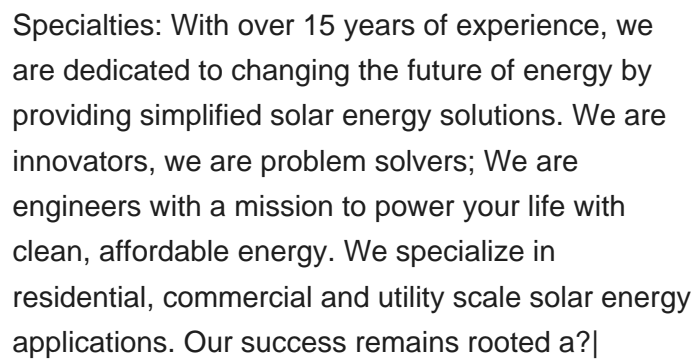 Specialties: With over 15 years of experience, we
are dedicated to changing the future of energy by
providing simplified solar energy solutions. We are
innovators, we are problem solvers; We are
engineers with a mission to power your life with
clean, affordable energy. We specialize in
residential, commercial and utility scale solar energy
applications. Our success remains rooted a?|